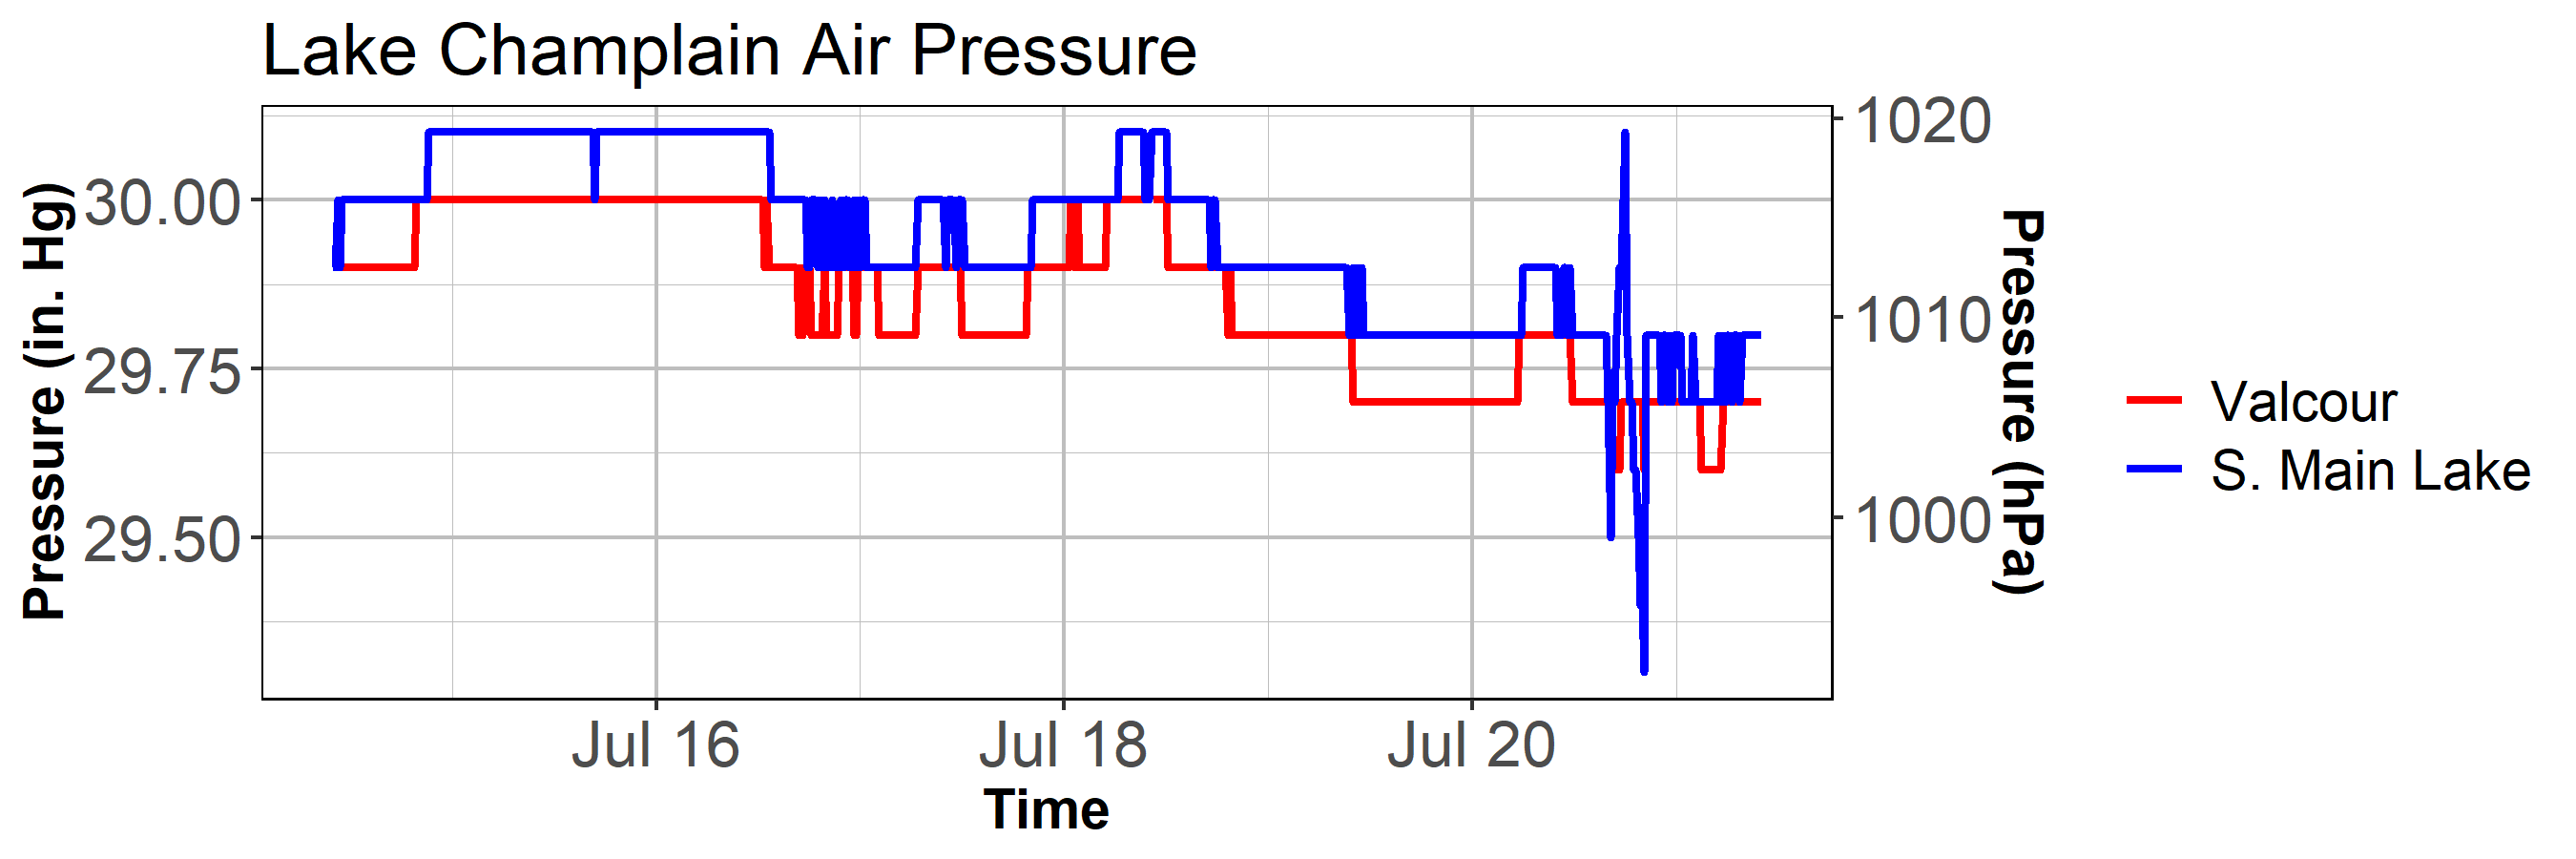 Lake Champlain Air Pressure
Pressure (in. Hg)
30.00
29.75
29.50
1020
1010
1000
Pressure (hPa)
Jul 16
Jul 18
Jul 20
Time
Valcour
S. Main Lake